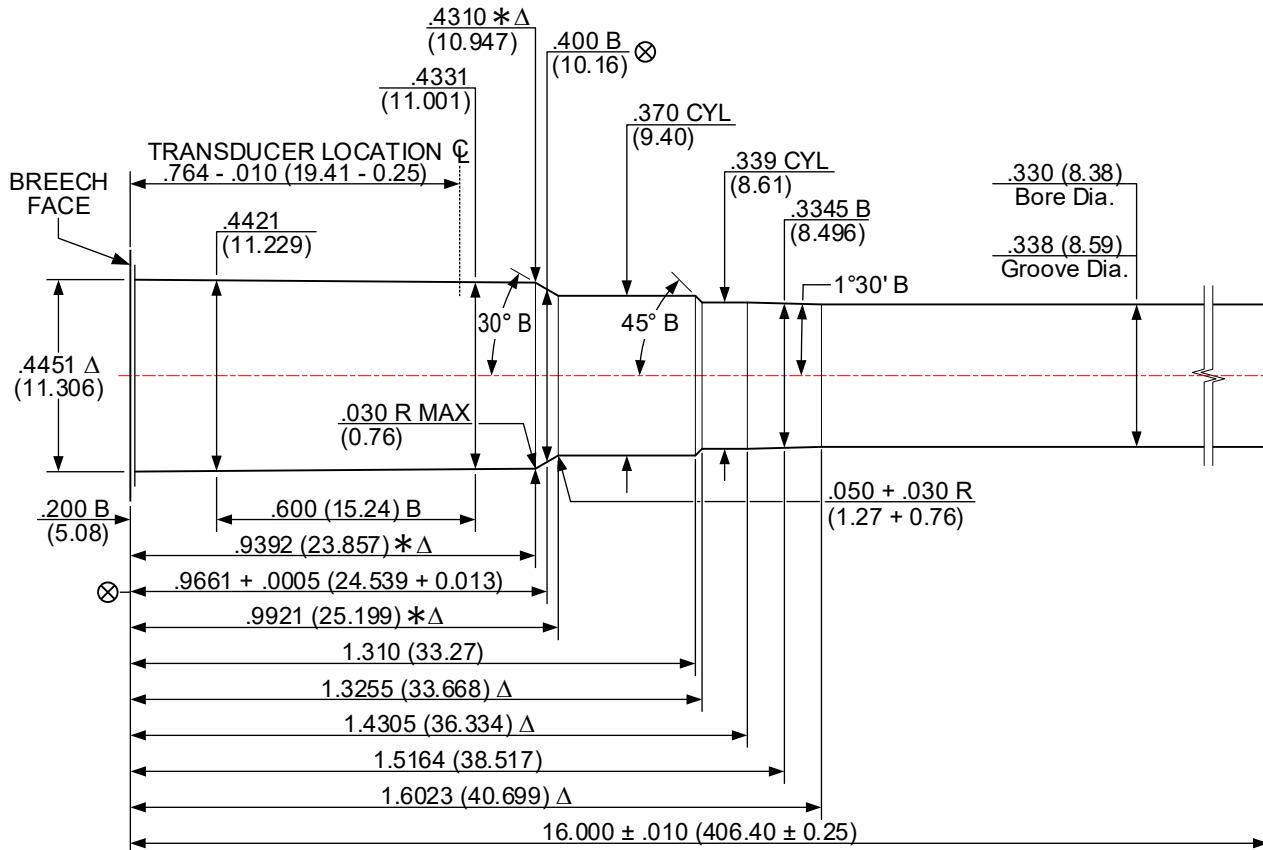 .4310 * Δ
(10.947)
.400 B ⊗
(10.16)
.4331
(11.001)
.370 CYL
(9.40)
TRANSDUCER LOCATION ℄
.764 - .010 (19.41 - 0.25)
.339 CYL
(8.61)
.330 (8.38)
Bore Dia.
BREECH
FACE
.4421
(11.229)
.3345 B
(8.496)
.338 (8.59)
Groove Dia.
1°30' B
30° B
45° B
.4451 Δ
(11.306)
.030 R MAX
(0.76)
.050 + .030 R
(1.27 + 0.76)
.200 B
(5.08)
.600 (15.24) B
.9392 (23.857) * Δ
⊗ .9661 + .0005 (24.539 + 0.013)
.9921 (25.199) * Δ
1.310 (33.27)
1.3255 (33.668) Δ
1.4305 (36.334) Δ
1.5164 (38.517)
1.6023 (40.699) Δ
16.000 ± .010 (406.40 ± 0.25)